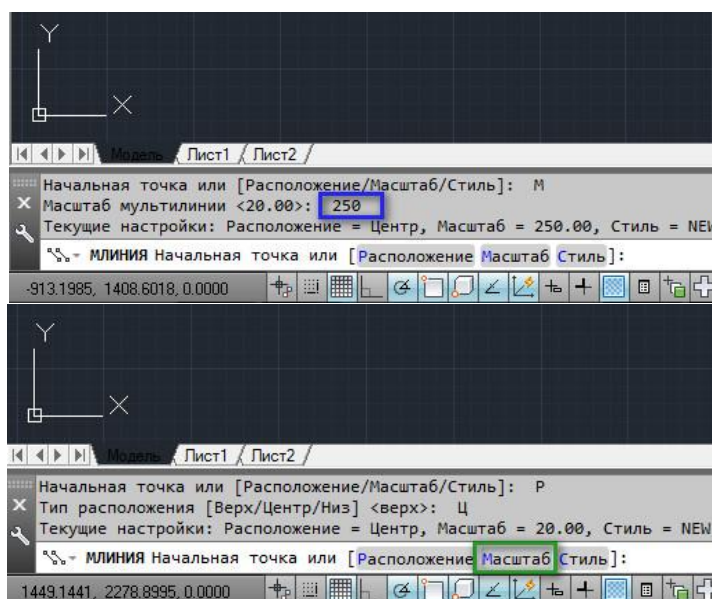 Y
X
Модель Лист1 Лист2
Начальная точка или [Расположение/Масштаб/Стиль]: М
Масштаб мультилинии <20.00>: 250
Текущие настройки: Расположение = Центр, Масштаб = 250.00, Стиль = NEW
МЛИНИЯ Начальная точка или [Расположение Масштаб Стиль]:
-913.1985, 1408.6018, 0.0000
Y
X
Модель Лист1 Лист2
Начальная точка или [Расположение/Масштаб/Стиль]: Р
Тип расположения [Верх/Центр/Низ] <верх>: Ц
Текущие настройки: Расположение = Центр, Масштаб = 20.00, Стиль = NEW
МЛИНИЯ Начальная точка или [Расположение Масштаб Стиль]:
1449.1441, 2278.8995, 0.0000